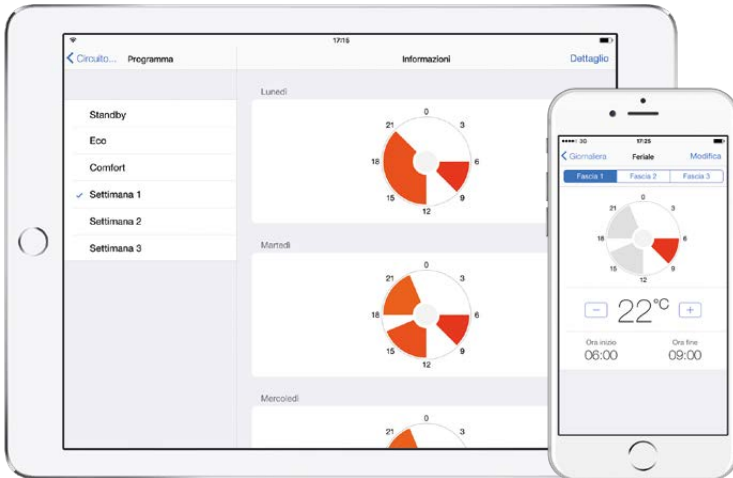 17:15
Circuito... Programma
Informazioni
Dettaglio
Standby
Eco
Comfort
Settimana 1
Settimana 2
Settimana 3
Lunedì
0
3
6
9
12
15
18
21
Martedì
0
3
6
9
12
15
18
21
Mercoledì
0
3
21
3G
17:25
Giornaliera
Feriale
Modifica
Fascia 1
Fascia 2
Fascia 3
0
3
6
9
12
15
18
21
− 22°C +
Ora inizio
Ora fine
06:00
09:00